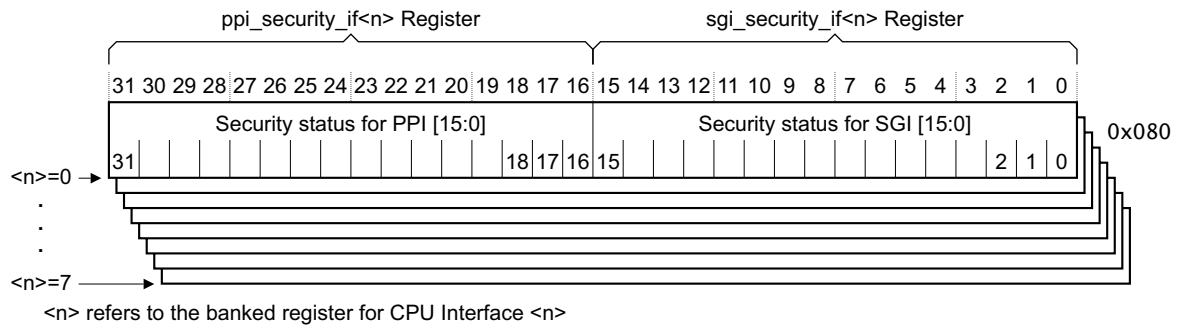 ppi_security_if<n> Register sgi_security_if<n> Register
31 30 29 28 27 26 25 24 23 22 21 20 19 18 17 16 15 14 13 12 11 10 9 8 7 6 5 4 3 2 1 0
Security status for PPI [15:0] Security status for SGI [15:0]
0x080
31 18 17 16 15 2 1 0
<n>=0
.
.
.
<n>=7
<n> refers to the banked register for CPU Interface <n>